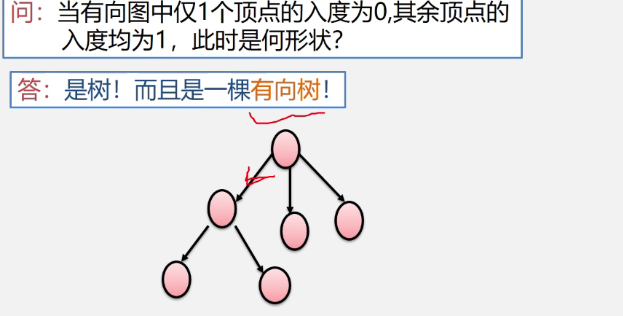 问：当有向图中仅1个顶点的入度为0,其余顶点的
入度均为1，此时是何形状？
答：是树！而且是一棵有向树！